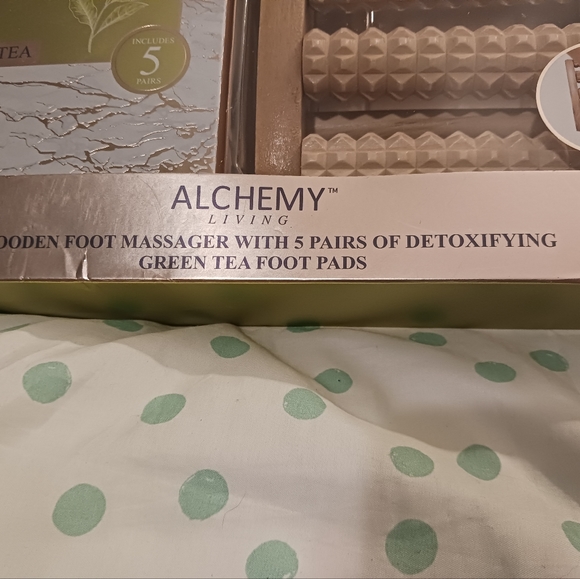 TEA
INCLUDES
5
PAIRS
ALCHEMY™
LIVING
OODEN FOOT MASSAGER WITH 5 PAIRS OF DETOXIFYING
GREEN TEA FOOT PADS